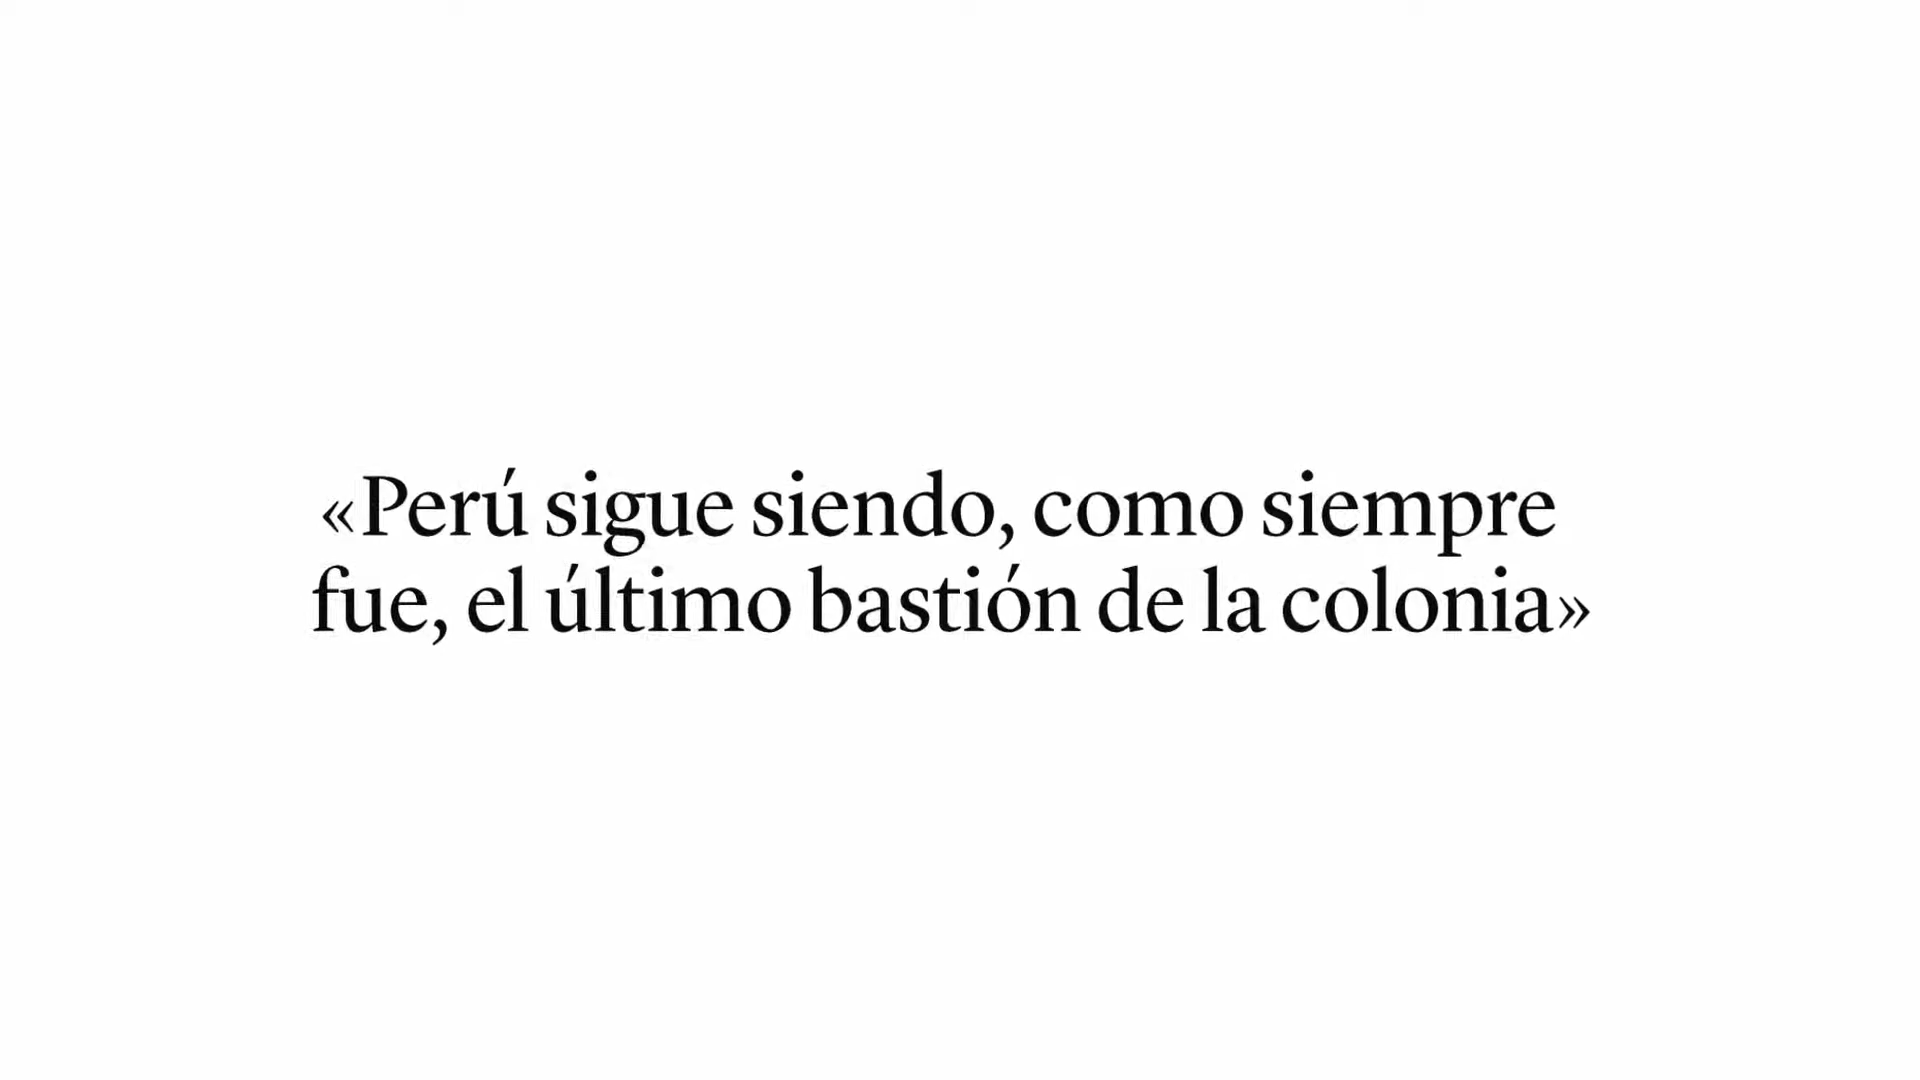 «Perú sigue siendo, como siempre
fue, el último bastión de la colonia»